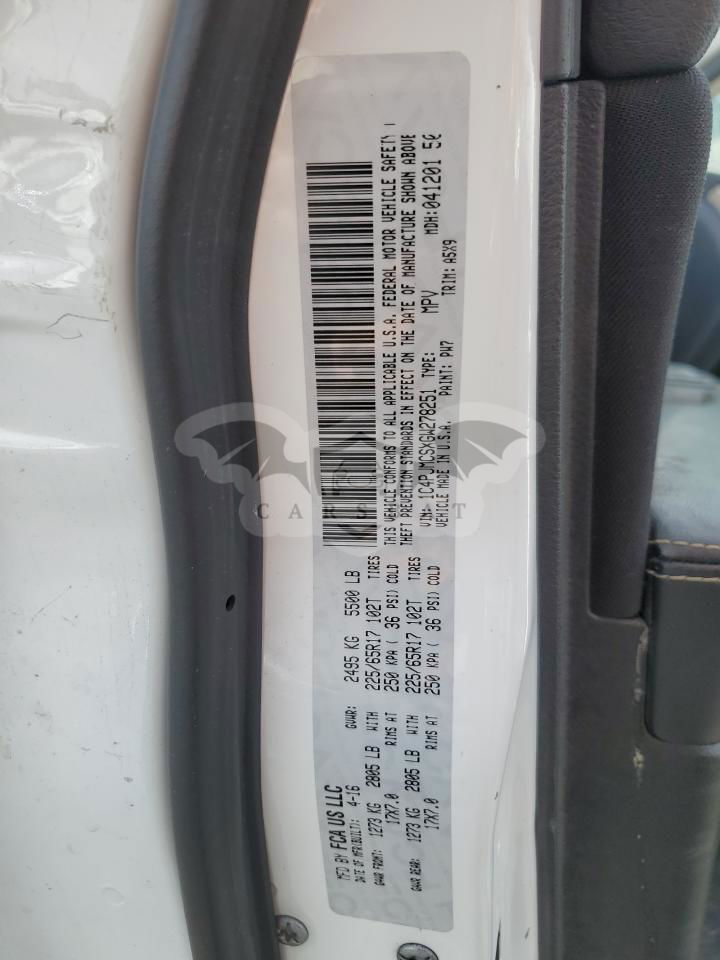 MFD BY FCA US LLC
DATE OF MFR(BUILT): 4-16 GVWR: 2495 KG 5500 LB
GAWR FRONT: 1273 KG 2805 LB WITH 225/65R17 102T TIRES
17X7.0 RIMS AT 250 KPA ( 36 PSI) COLD
GAWR REAR: 1273 KG 2805 LB WITH 225/65R17 102T TIRES
17X7.0 RIMS AT 250 KPA ( 36 PSI) COLD
THIS VEHICLE CONFORMS TO ALL APPLICABLE U.S.A. FEDERAL MOTOR VEHICLE SAFETY
THEFT PREVENTION STANDARDS IN EFFECT ON THE DATE OF MANUFACTURE SHOWN ABOVE
VIN: 1C4PJMCSXGW278251 TYPE: MPV MDH:041201
VEHICLE MADE IN U.S.A. PAINT: PW7 TRIM: A5X9